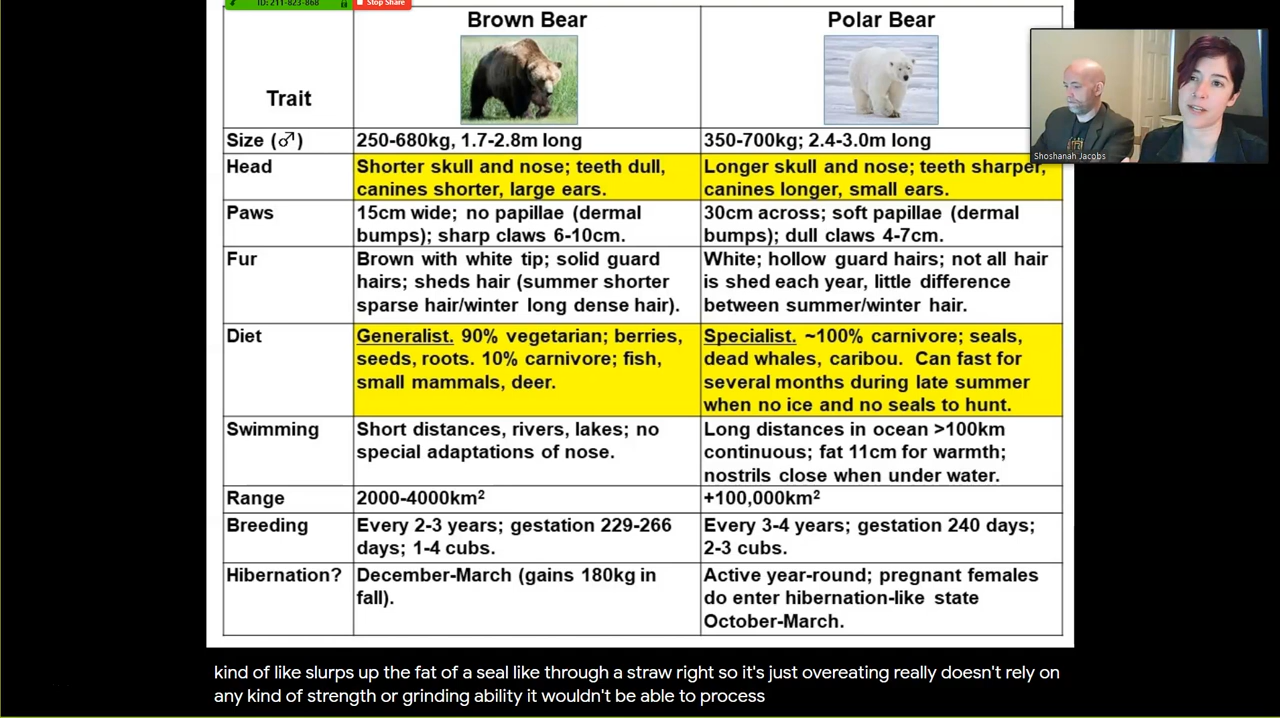 ID: 211-823-868
Stop Share
Brown Bear
Polar Bear
Trait
Size (♂)
250-680kg, 1.7-2.8m long
350-700kg; 2.4-3.0m long
Shoshanah Jacobs
Head
Shorter skull and nose; teeth dull,
canines shorter, large ears.
Longer skull and nose; teeth sharper,
canines longer, small ears.
Paws
15cm wide; no papillae (dermal
bumps); sharp claws 6-10cm.
30cm across; soft papillae (dermal
bumps); dull claws 4-7cm.
Fur
Brown with white tip; solid guard
hairs; sheds hair (summer shorter
sparse hair/winter long dense hair).
White; hollow guard hairs; not all hair
is shed each year, little difference
between summer/winter hair.
Diet
Generalist. 90% vegetarian; berries,
seeds, roots. 10% carnivore; fish,
small mammals, deer.
Specialist. ~100% carnivore; seals,
dead whales, caribou. Can fast for
several months during late summer
when no ice and no seals to hunt.
Swimming
Short distances, rivers, lakes; no
special adaptations of nose.
Long distances in ocean >100km
continuous; fat 11cm for warmth;
nostrils close when under water.
Range
2000-4000km²
+100,000km²
Breeding
Every 2-3 years; gestation 229-266
days; 1-4 cubs.
Every 3-4 years; gestation 240 days;
2-3 cubs.
Hibernation?
December-March (gains 180kg in
fall).
Active year-round; pregnant females
do enter hibernation-like state
October-March.
kind of like slurps up the fat of a seal like through a straw right so it's just overeating really doesn't rely on
any kind of strength or grinding ability it wouldn't be able to process